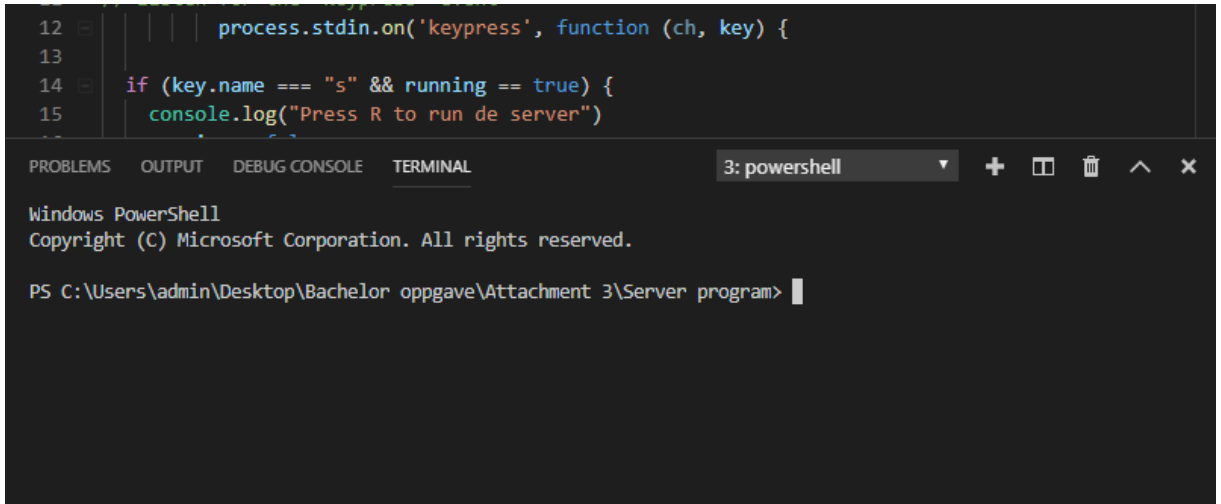 12 process.stdin.on('keypress', function (ch, key) {
13
14 if (key.name === "s" && running == true) {
15 console.log("Press R to run de server")
PROBLEMS OUTPUT DEBUG CONSOLE TERMINAL 3: powershell
Windows PowerShell
Copyright (C) Microsoft Corporation. All rights reserved.
PS C:\Users\admin\Desktop\Bachelor oppgave\Attachment 3\Server program>